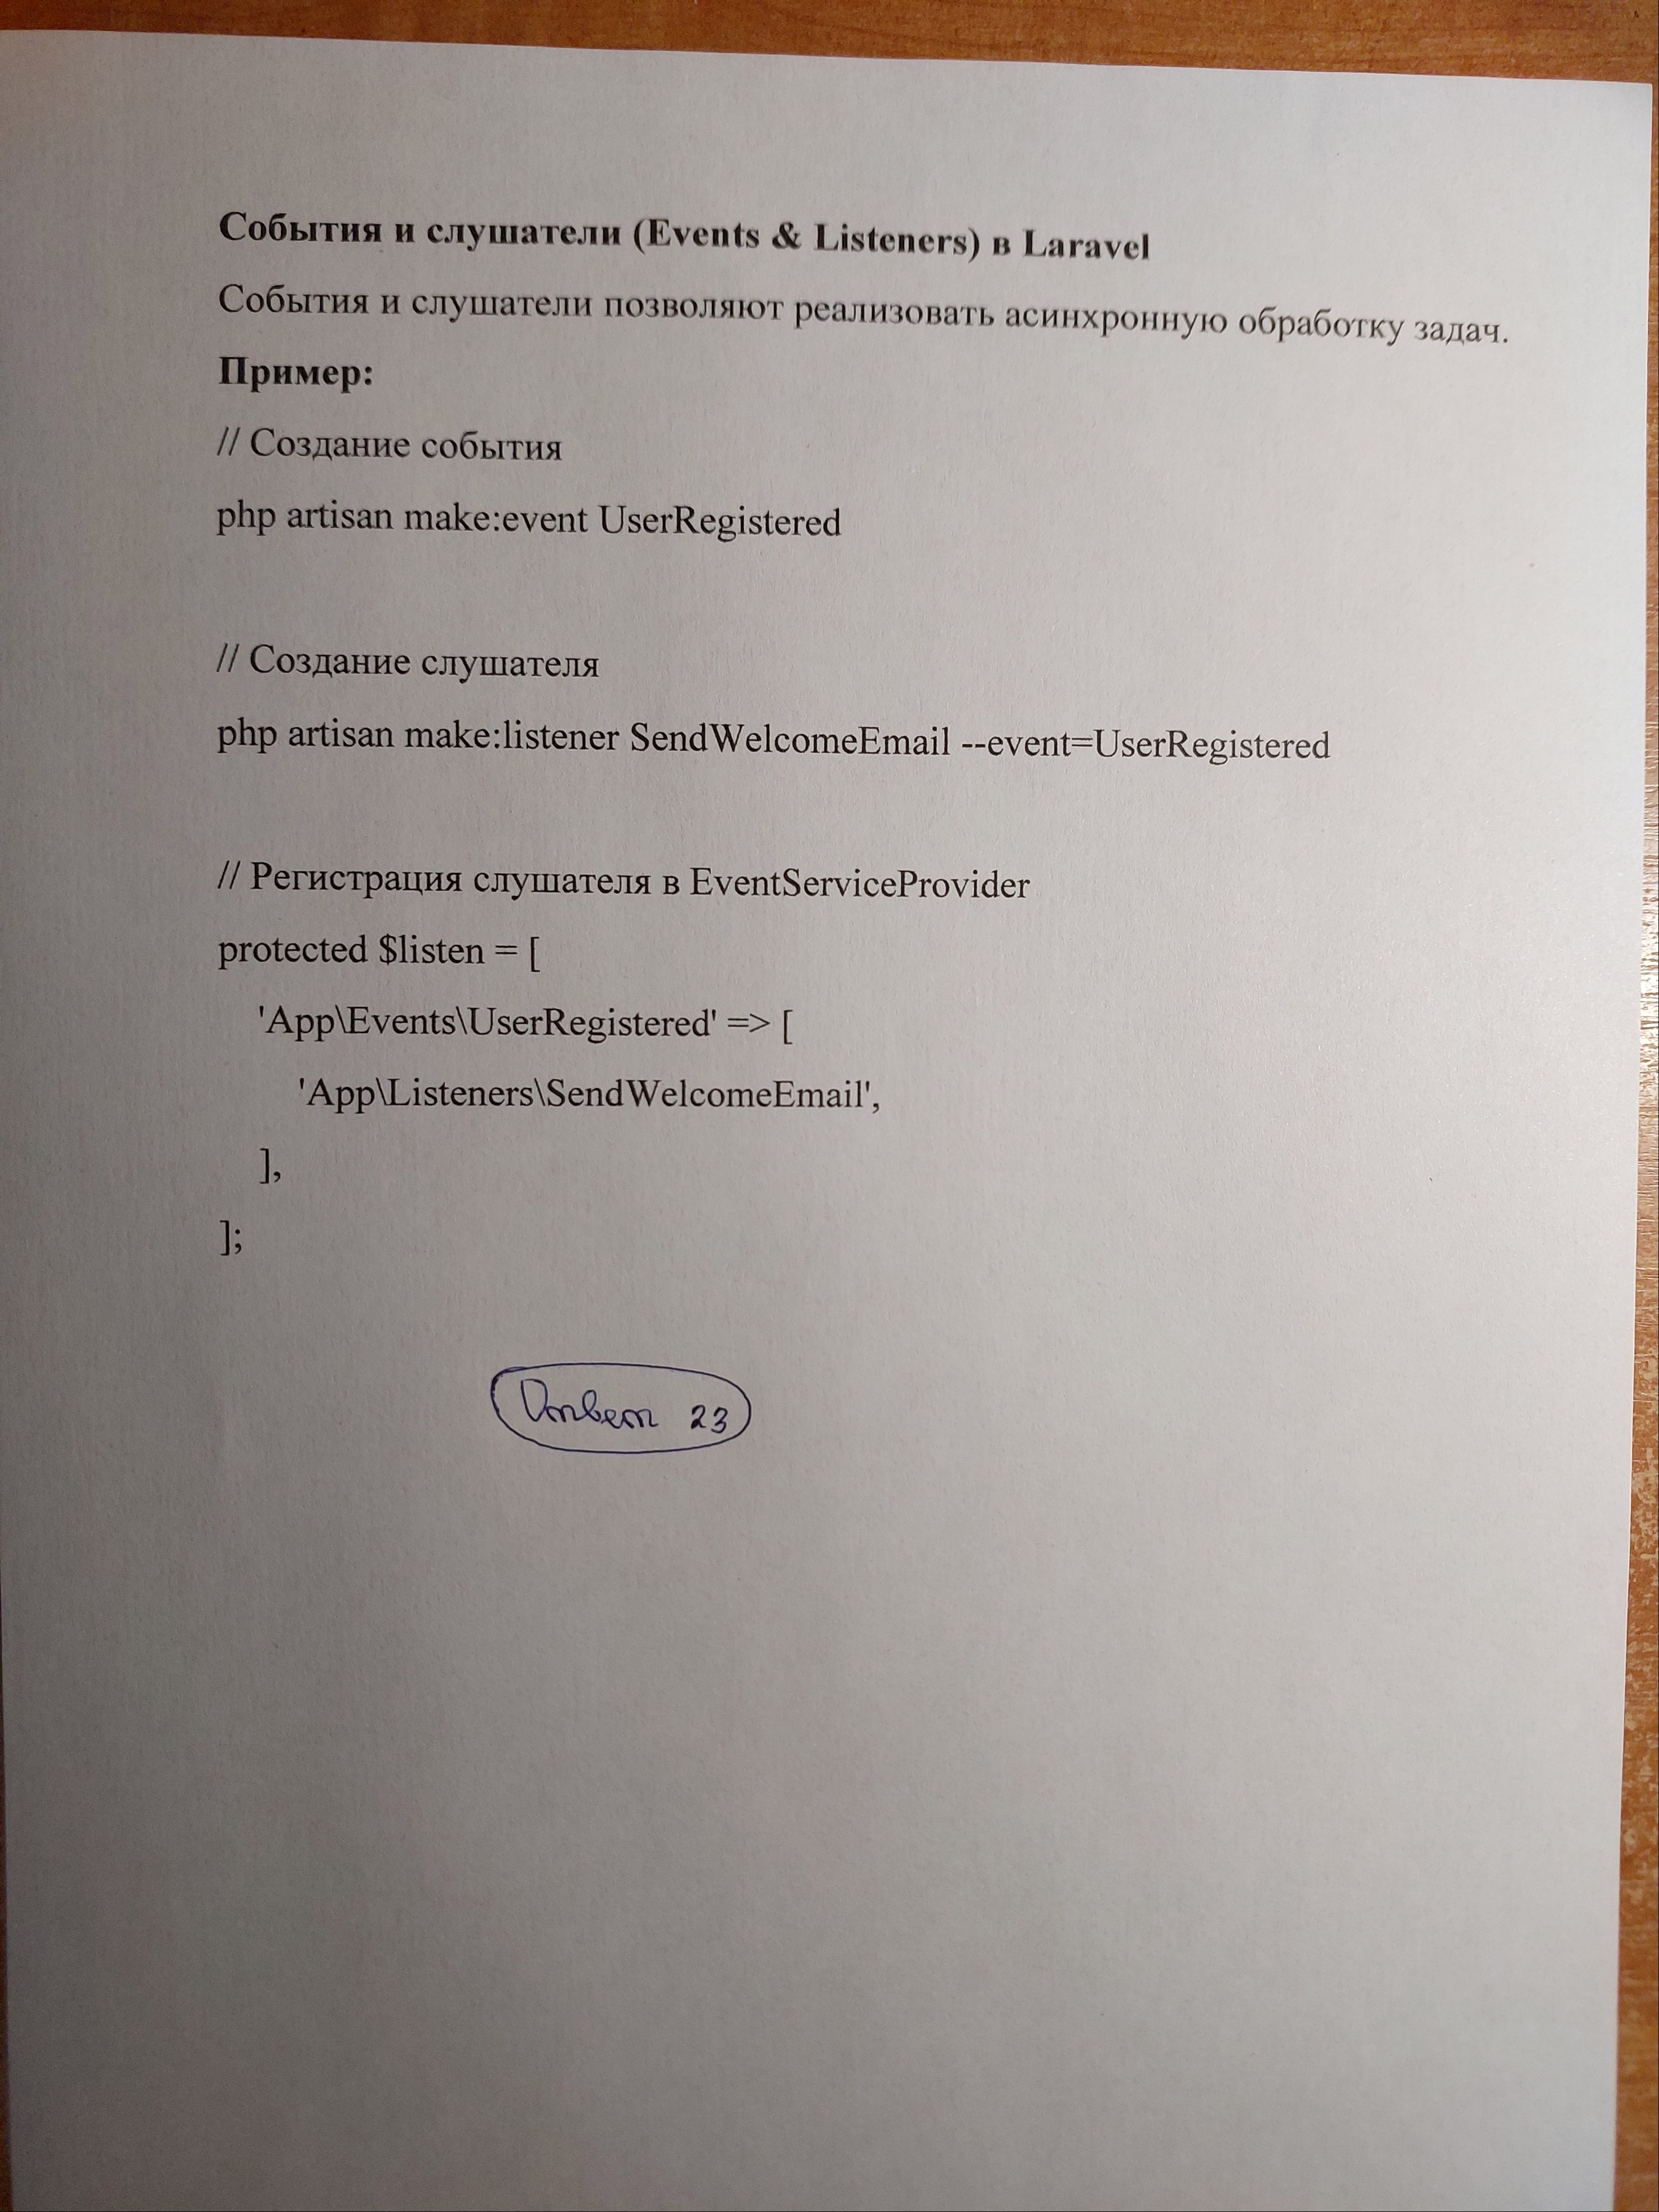 События и слушатели (Events & Listeners) в Laravel
События и слушатели позволяют реализовать асинхронную обработку задач.
Пример:
// Создание события
php artisan make:event UserRegistered
// Создание слушателя
php artisan make:listener SendWelcomeEmail --event=UserRegistered
// Регистрация слушателя в EventServiceProvider
protected $listen = [
'App\Events\UserRegistered' => [
'App\Listeners\SendWelcomeEmail',
],
];
Ответ 23